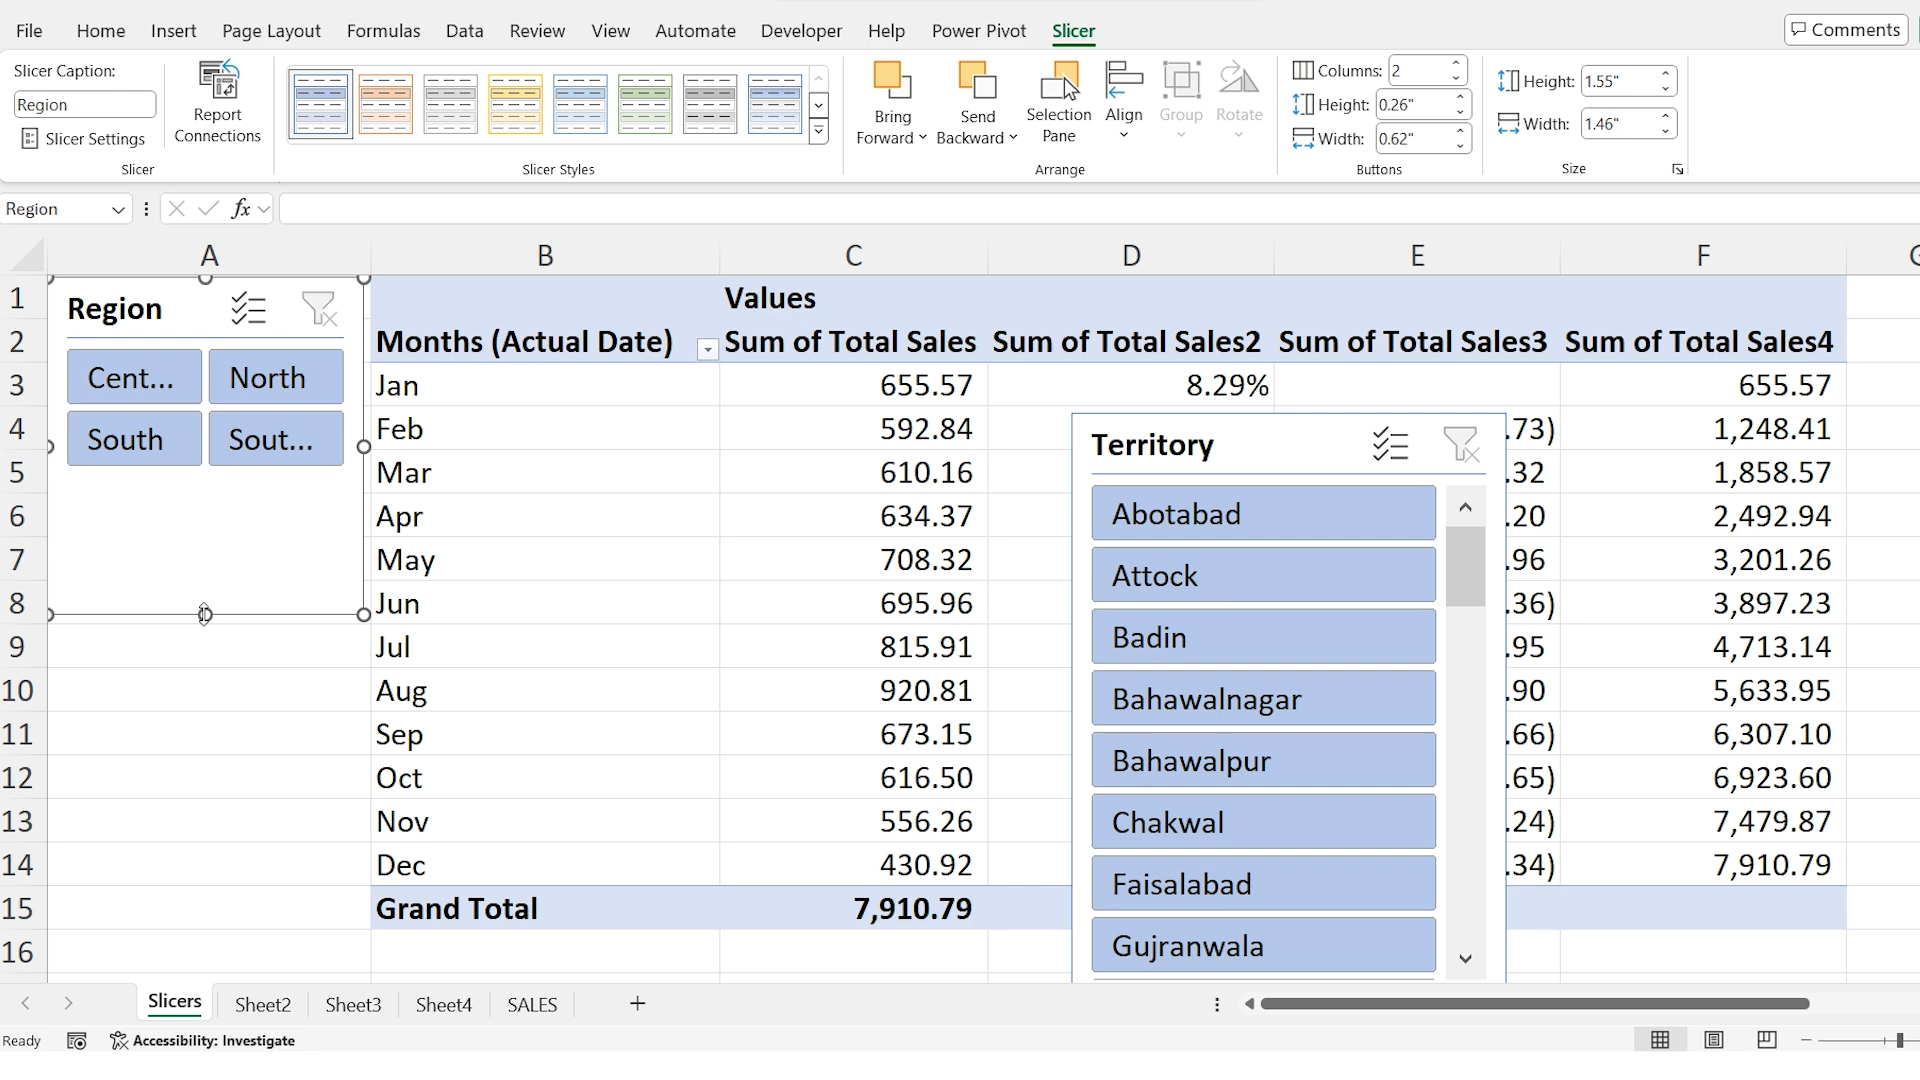 File Home Insert Page Layout Formulas Data Review View Automate Developer Help Power Pivot Slicer Comments
Slicer Caption:
Region
Slicer Settings
Report Connections
Slicer
Slicer Styles
Bring Forward
Send Backward
Selection Pane
Align
Group
Rotate
Arrange
Columns: 2
Height: 0.26"
Width: 0.62"
Buttons
Height: 1.55"
Width: 1.46"
Size
Region fx
A B C D E F
1 Values
2 Months (Actual Date) Sum of Total Sales Sum of Total Sales2 Sum of Total Sales3 Sum of Total Sales4
3 Jan 655.57 8.29% 655.57
4 Feb 592.84 .73) 1,248.41
5 Mar 610.16 .32 1,858.57
6 Apr 634.37 .20 2,492.94
7 May 708.32 .96 3,201.26
8 Jun 695.96 .36) 3,897.23
9 Jul 815.91 .95 4,713.14
10 Aug 920.81 .90 5,633.95
11 Sep 673.15 .66) 6,307.10
12 Oct 616.50 .65) 6,923.60
13 Nov 556.26 .24) 7,479.87
14 Dec 430.92 .34) 7,910.79
15 Grand Total 7,910.79
16
Region
Cent... North
South Sout...
Territory
Abotabad
Attock
Badin
Bahawalnagar
Bahawalpur
Chakwal
Faisalabad
Gujranwala
Slicers Sheet2 Sheet3 Sheet4 SALES
Ready Accessibility: Investigate